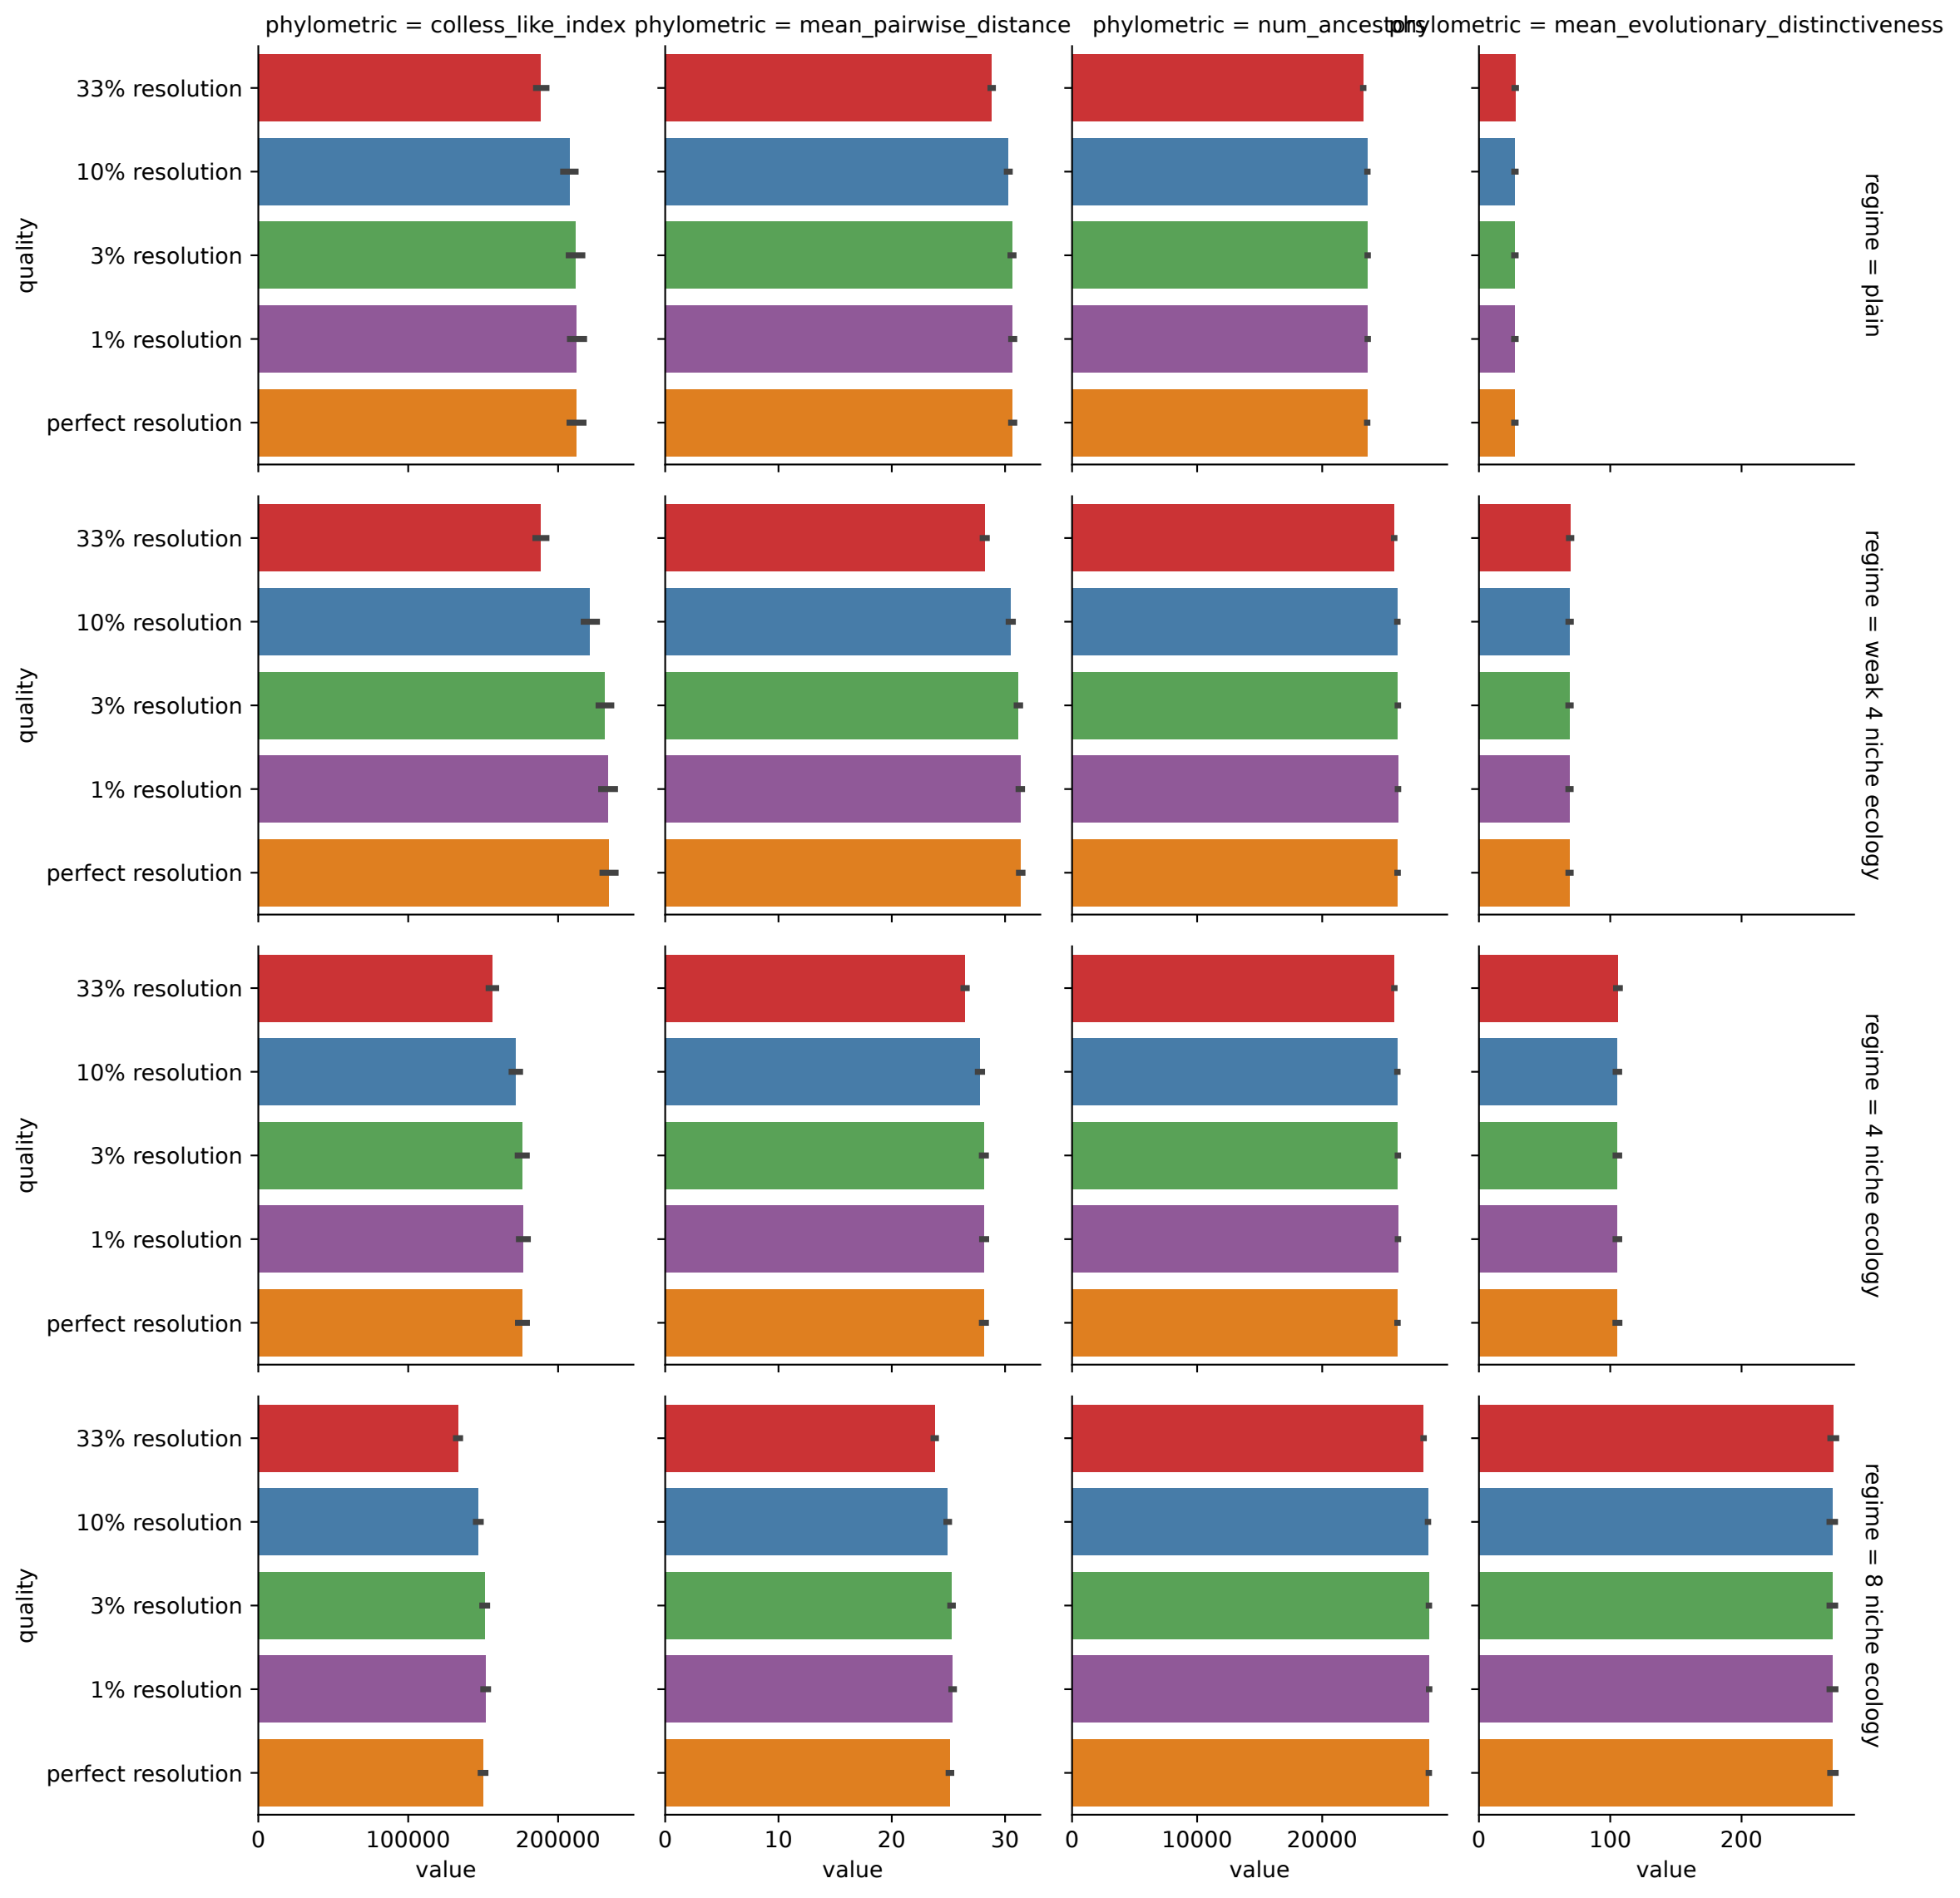 phylometric = colless_like_index
phylometric = mean_pairwise_distance
phylometric = num_ancestors
phylometric = mean_evolutionary_distinctiveness
quality
33% resolution
10% resolution
3% resolution
1% resolution
perfect resolution
regime = plain
quality
33% resolution
10% resolution
3% resolution
1% resolution
perfect resolution
regime = weak 4 niche ecology
quality
33% resolution
10% resolution
3% resolution
1% resolution
perfect resolution
regime = 4 niche ecology
quality
33% resolution
10% resolution
3% resolution
1% resolution
perfect resolution
regime = 8 niche ecology
0 100000 200000
0 10 20 30
0 10000 20000
0 100 200
value
value
value
value